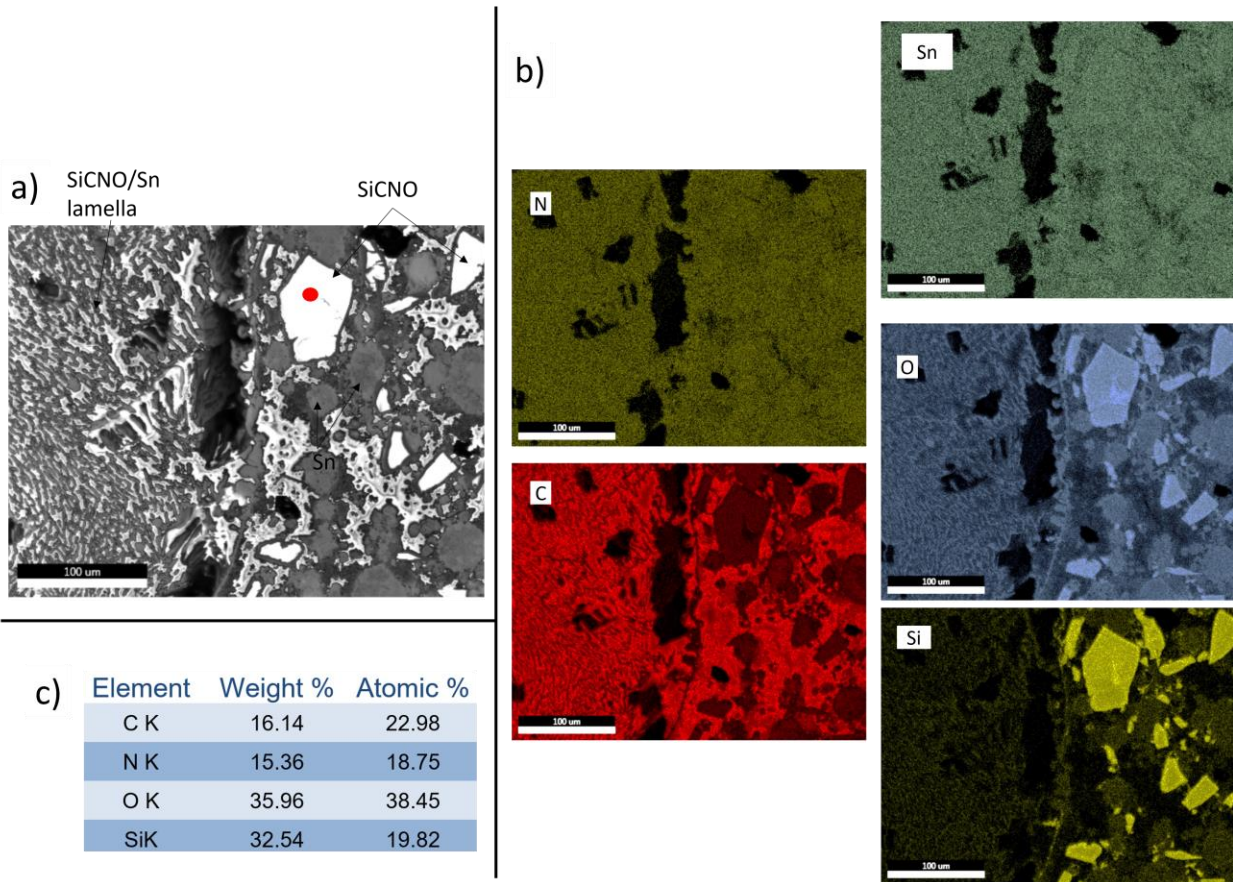 a)
SiCNO/Sn
lamella
SiCNO
Sn
100 um
b)
Sn
100 um
N
100 um
O
100 um
C
100 um
Si
100 um
c)
Element Weight % Atomic %
C K 16.14 22.98
N K 15.36 18.75
O K 35.96 38.45
SiK 32.54 19.82